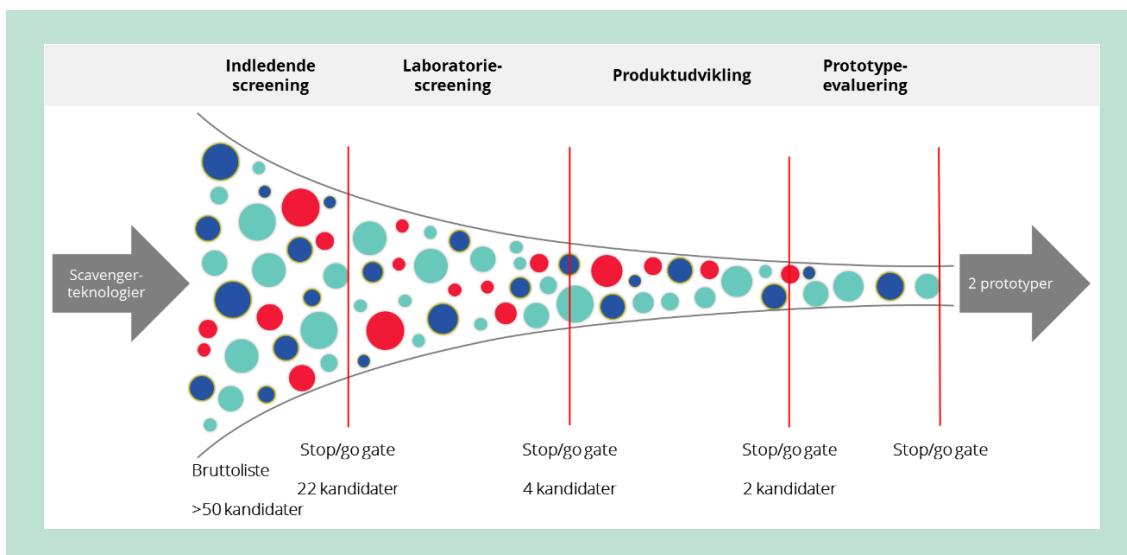 Indledende
screening
Laboratorie-
screening
Produktudvikling
Prototype-
evaluering
Scavenger-
teknologier
2 prototyper
Stop/go gate
Stop/go gate
Stop/go gate
Stop/go gate
Bruttoliste
22 kandidater
4 kandidater
2 kandidater
>50 kandidater